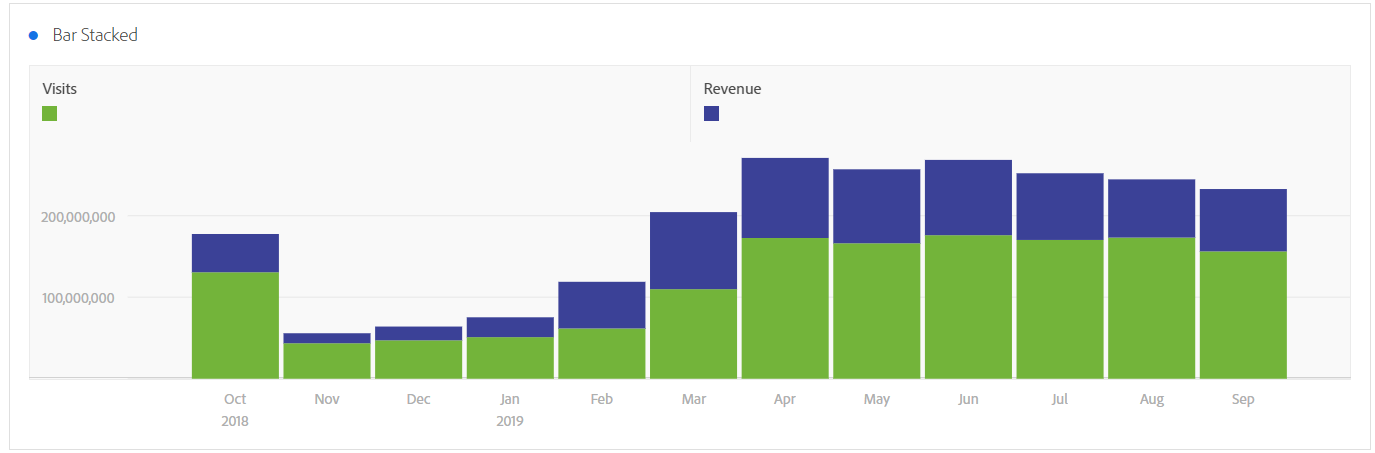 Bar Stacked
Visits
Revenue
200,000,000
100,000,000
Oct Nov Dec Jan Feb Mar Apr May Jun Jul Aug Sep
2018 2019